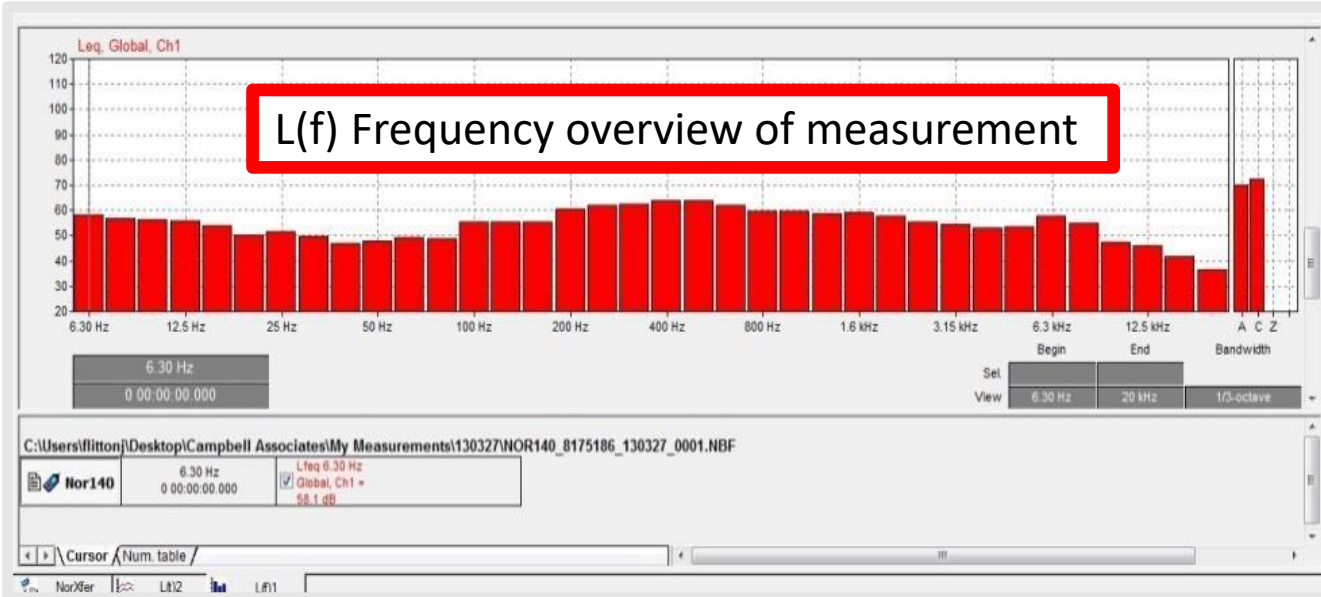 Leq, Global, Ch1
L(f) Frequency overview of measurement
120
110
100
90
80
70
60
50
40
30
20
6.30 Hz 12.5 Hz 25 Hz 50 Hz 100 Hz 200 Hz 400 Hz 800 Hz 1.6 kHz 3.15 kHz 6.3 kHz 12.5 kHz A C Z
Begin End Bandwidth
6.30 Hz
Sel.
0 00:00:00.000
View 6.30 Hz 20 kHz 1/3-octave
C:\Users\flittonj\Desktop\Campbell Associates\My Measurements\130327\NOR140_8175186_130327_0001.NBF
Nor140
6.30 Hz
0 00:00:00.000
Lfeq 6.30 Hz
Global, Ch1 =
58.1 dB
Cursor Num. table
NorXfer L(t)2 L(f)1